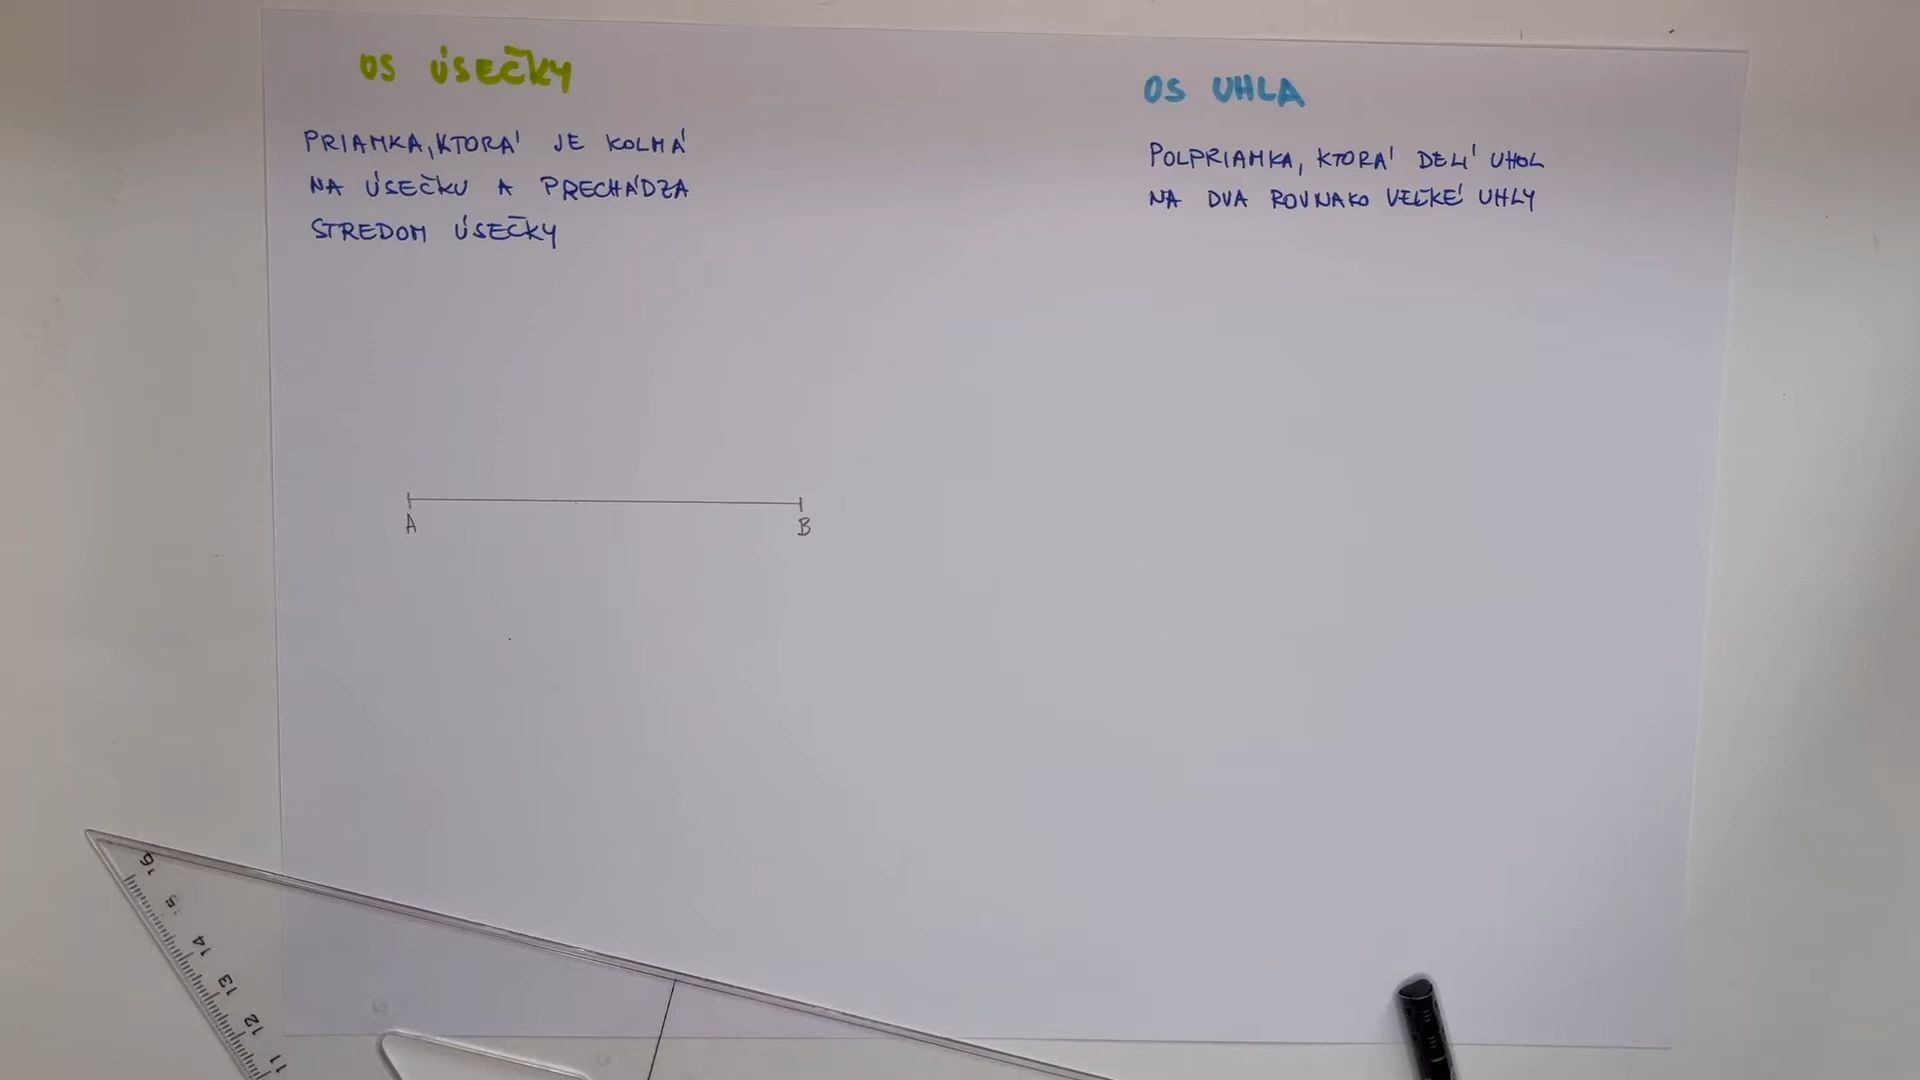 OS ÚSEČKY
PRIAMKA, KTORÁ JE KOLMÁ
NA ÚSEČKU A PRECHÁDZA
STREDOM ÚSEČKY
OS UHLA
POLPRIAMKA, KTORÁ DELÍ UHOL
NA DVA ROVNAKO VEĽKÉ UHLY
A
B
16
15
14
13
12
11